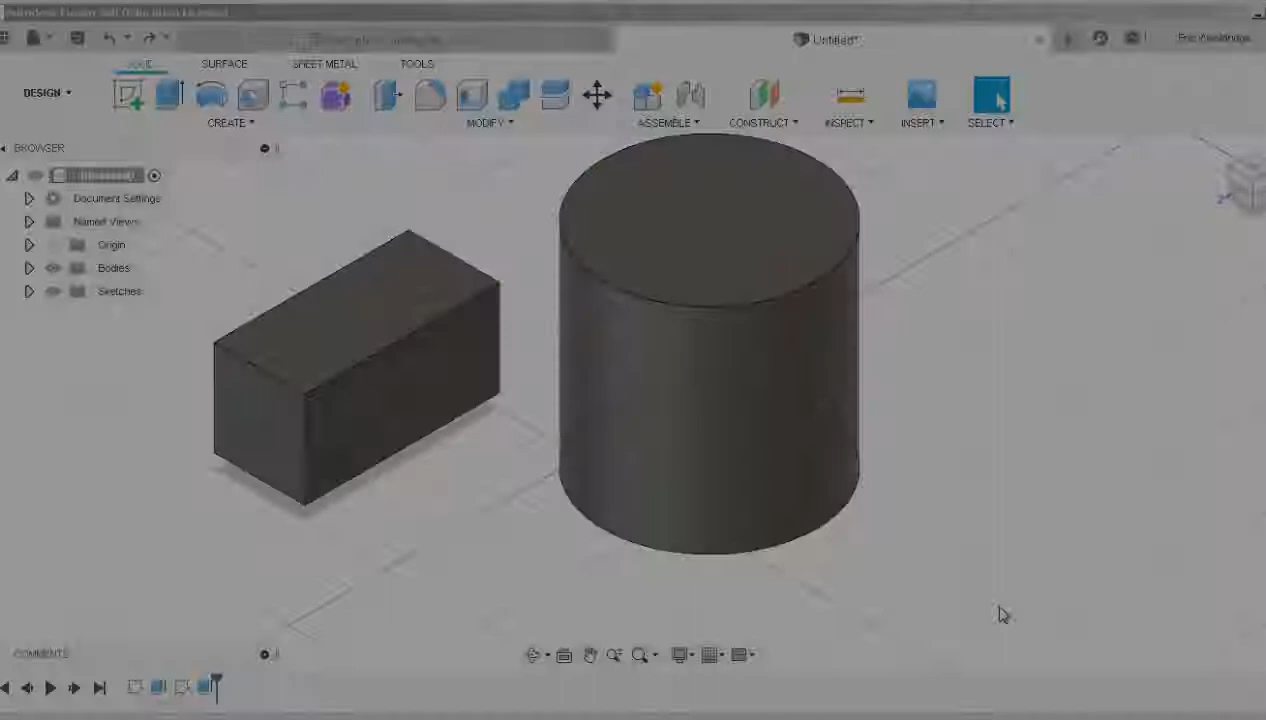 Untitled*
SURFACE
SHEET METAL
TOOLS
DESIGN
CREATE
MODIFY
ASSEMBLE
CONSTRUCT
INSPECT
INSERT
SELECT
BROWSER
Document Settings
Named Views
Origin
Bodies
Sketches
COMMENTS